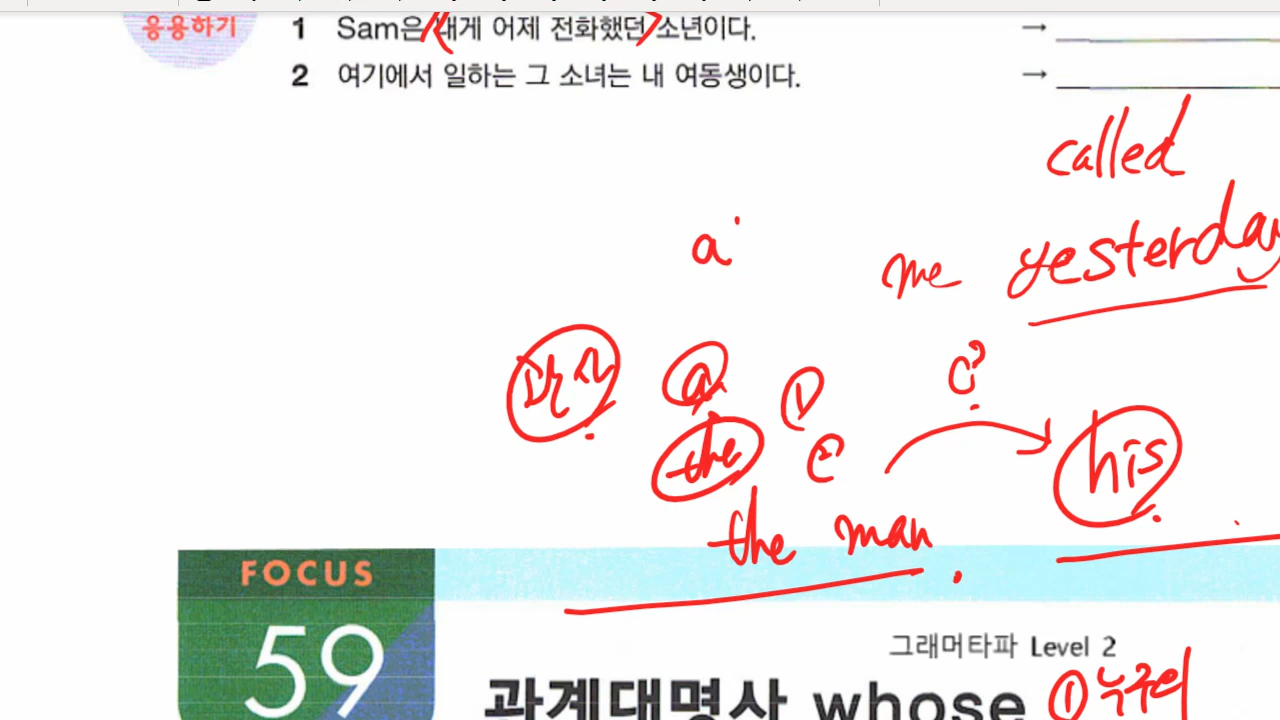 응용하기 1 Sam은 내게 어제 전화했던 소년이다. →
2 여기에서 일하는 그 소녀는 내 여동생이다. →
called
a
me yesterday
관사 a ①
the his
the man
FOCUS
59
그래머타파 Level 2
관계대명사 whose ①